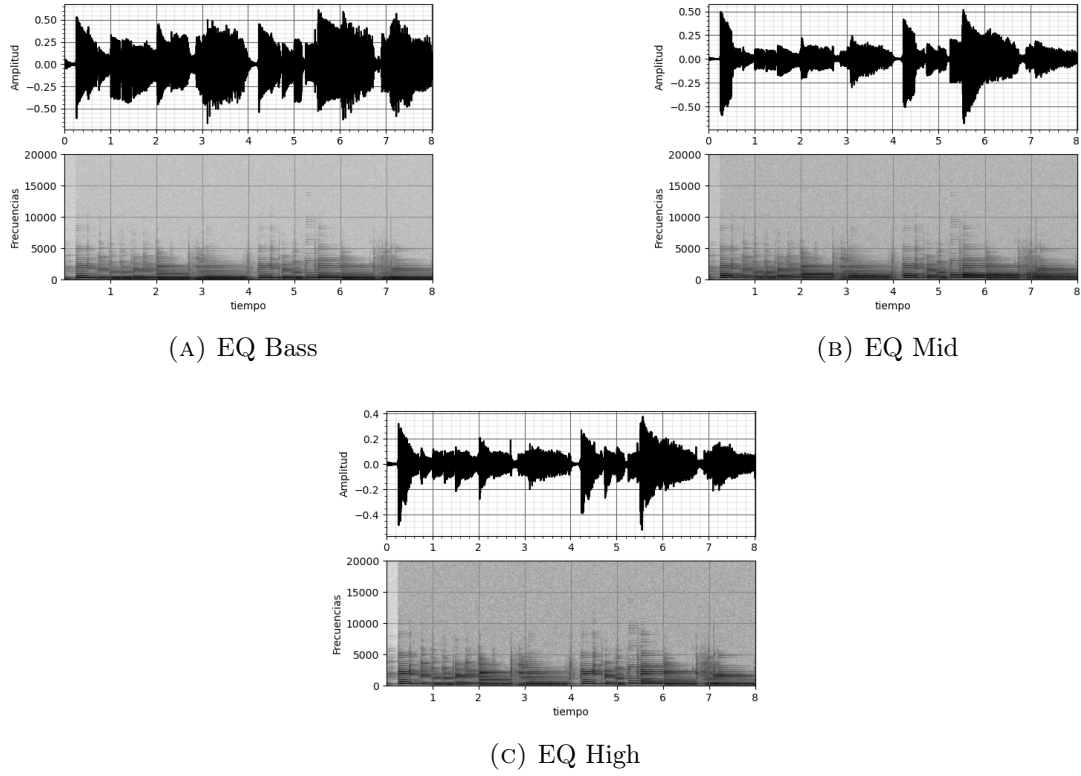 Amplitud
0.50
0.25
0.00
−0.25
−0.50
0 1 2 3 4 5 6 7 8
Frecuencias
20000
15000
10000
5000
0
1 2 3 4 5 6 7 8
tiempo
(A) EQ Bass
Amplitud
0.50
0.25
0.00
−0.25
−0.50
0 1 2 3 4 5 6 7 8
Frecuencias
20000
15000
10000
5000
0
1 2 3 4 5 6 7 8
tiempo
(B) EQ Mid
Amplitud
0.4
0.2
0.0
−0.2
−0.4
0 1 2 3 4 5 6 7 8
Frecuencias
20000
15000
10000
5000
0
1 2 3 4 5 6 7 8
tiempo
(C) EQ High